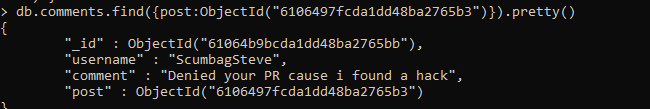 > db.comments.find({post:ObjectId("6106497fcda1dd48ba2765b3")}).pretty()
{
        "_id" : ObjectId("61064b9bcda1dd48ba2765bb"),
        "username" : "ScumbagSteve",
        "comment" : "Denied your PR cause i found a hack",
        "post" : ObjectId("6106497fcda1dd48ba2765b3")
}